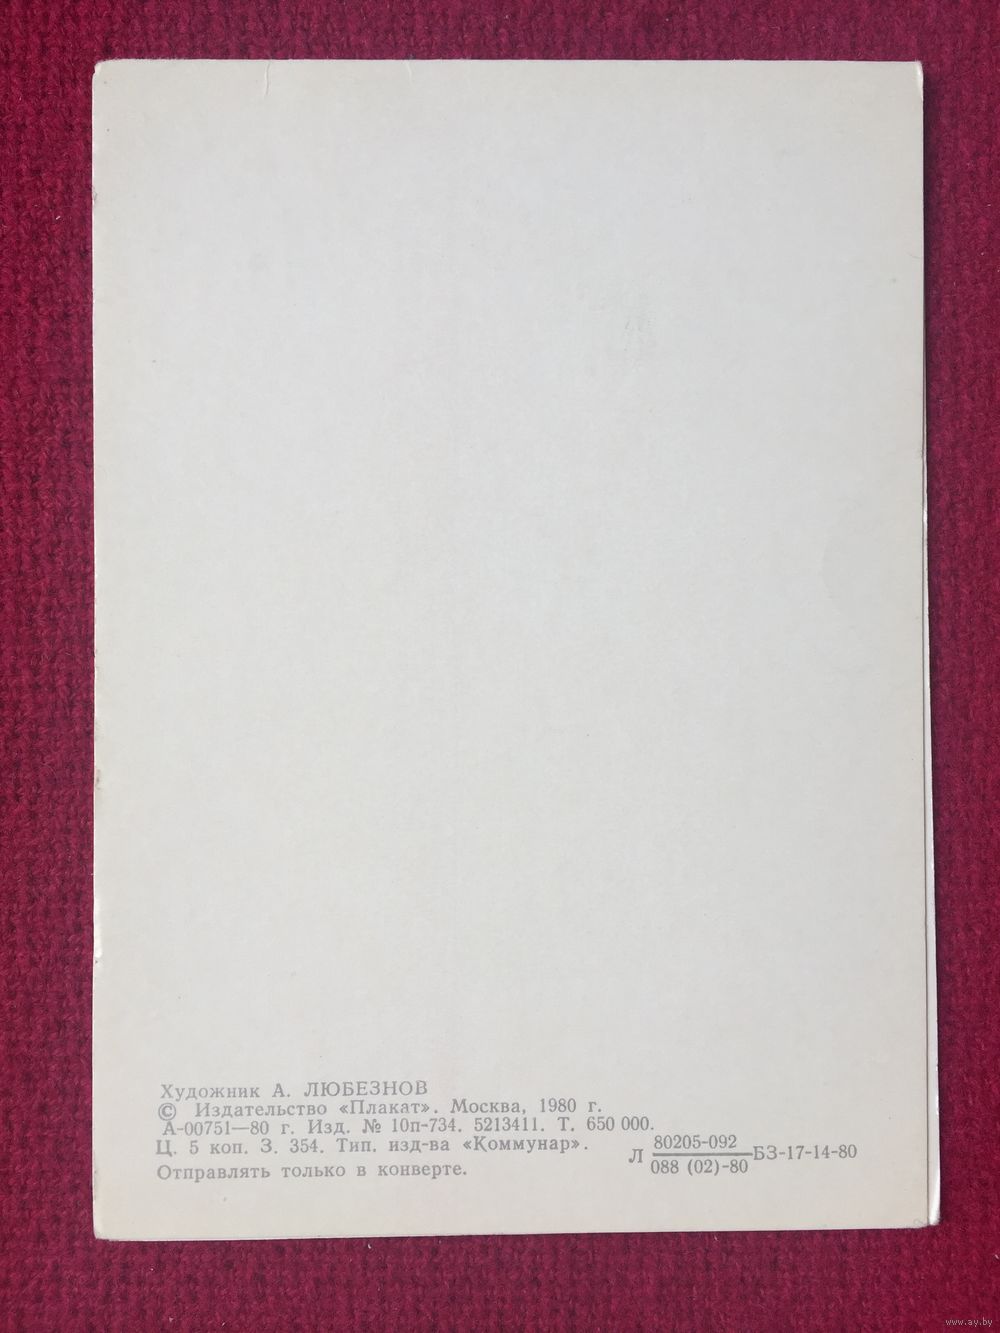 Художник А. ЛЮБЕЗНОВ
© Издательство «Плакат». Москва, 1980 г.
А-00751—80 г. Изд. № 10п-734. 5213411. Т. 650 000.
Ц. 5 коп. З. 354. Тип. изд-ва «Коммунар».
Отправлять только в конверте.
Л 80205-092
088 (02)-80 БЗ-17-14-80
www.ay.by